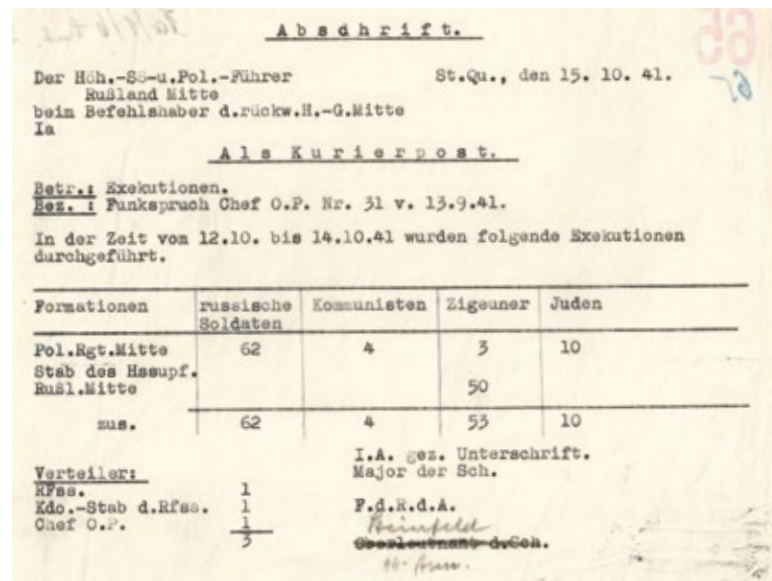 Abschrift.
65
65
Der Höh.-SS-u.Pol.-Führer St.Qu., den 15. 10. 41.
Rußland Mitte
beim Befehlshaber d.rückw.H.-G.Mitte
Ia
Als Kurierpost.
Betr.: Exekutionen.
Bez. : Funkspruch Chef O.P. Nr. 31 v. 13.9.41.
In der Zeit vom 12.10. bis 14.10.41 wurden folgende Exekutionen
durchgeführt.
Formationen russische Kommunisten Zigeuner Juden
Soldaten
Pol.Rgt.Mitte 62 4 3 10
Stab des Hssupf.
Rußl.Mitte 50
zus. 62 4 53 10
I.A. gez. Unterschrift.
Major der Sch.
Verteiler:
RFss. 1
Kdo.-Stab d.Rfss. 1
Chef O.P. 1
3
F.d.R.d.A.
Steinfeld
Oberleutnant d.Sch.